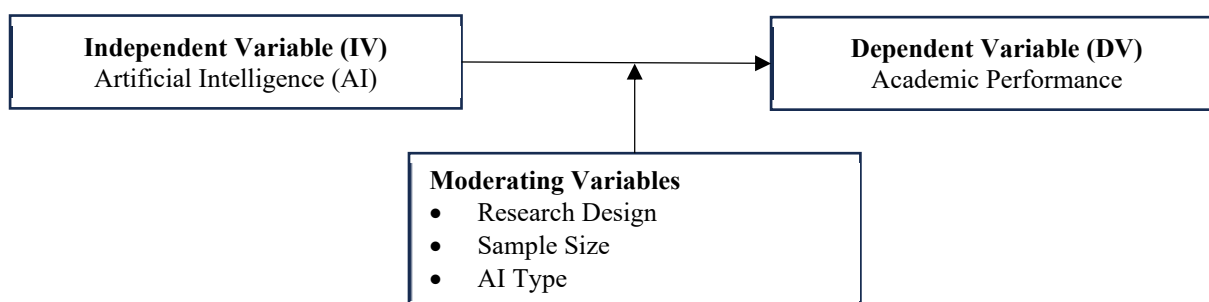 Independent Variable (IV)
Artificial Intelligence (AI)
Dependent Variable (DV)
Academic Performance
Moderating Variables
• Research Design
• Sample Size
• AI Type